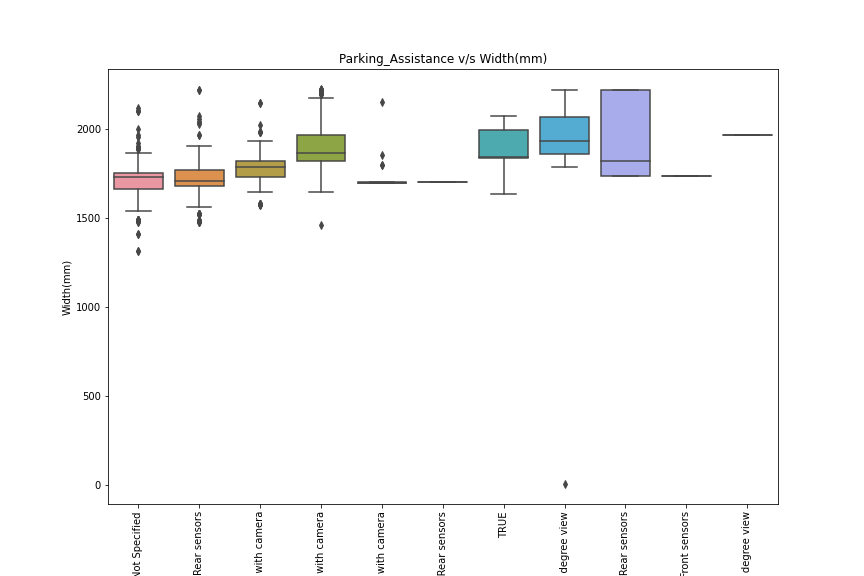 Parking_Assistance v/s Width(mm)
Width(mm)
2000
1500
1000
500
0
Not Specified
Rear sensors
with camera
with camera
with camera
Rear sensors
TRUE
degree view
Rear sensors
Front sensors
degree view